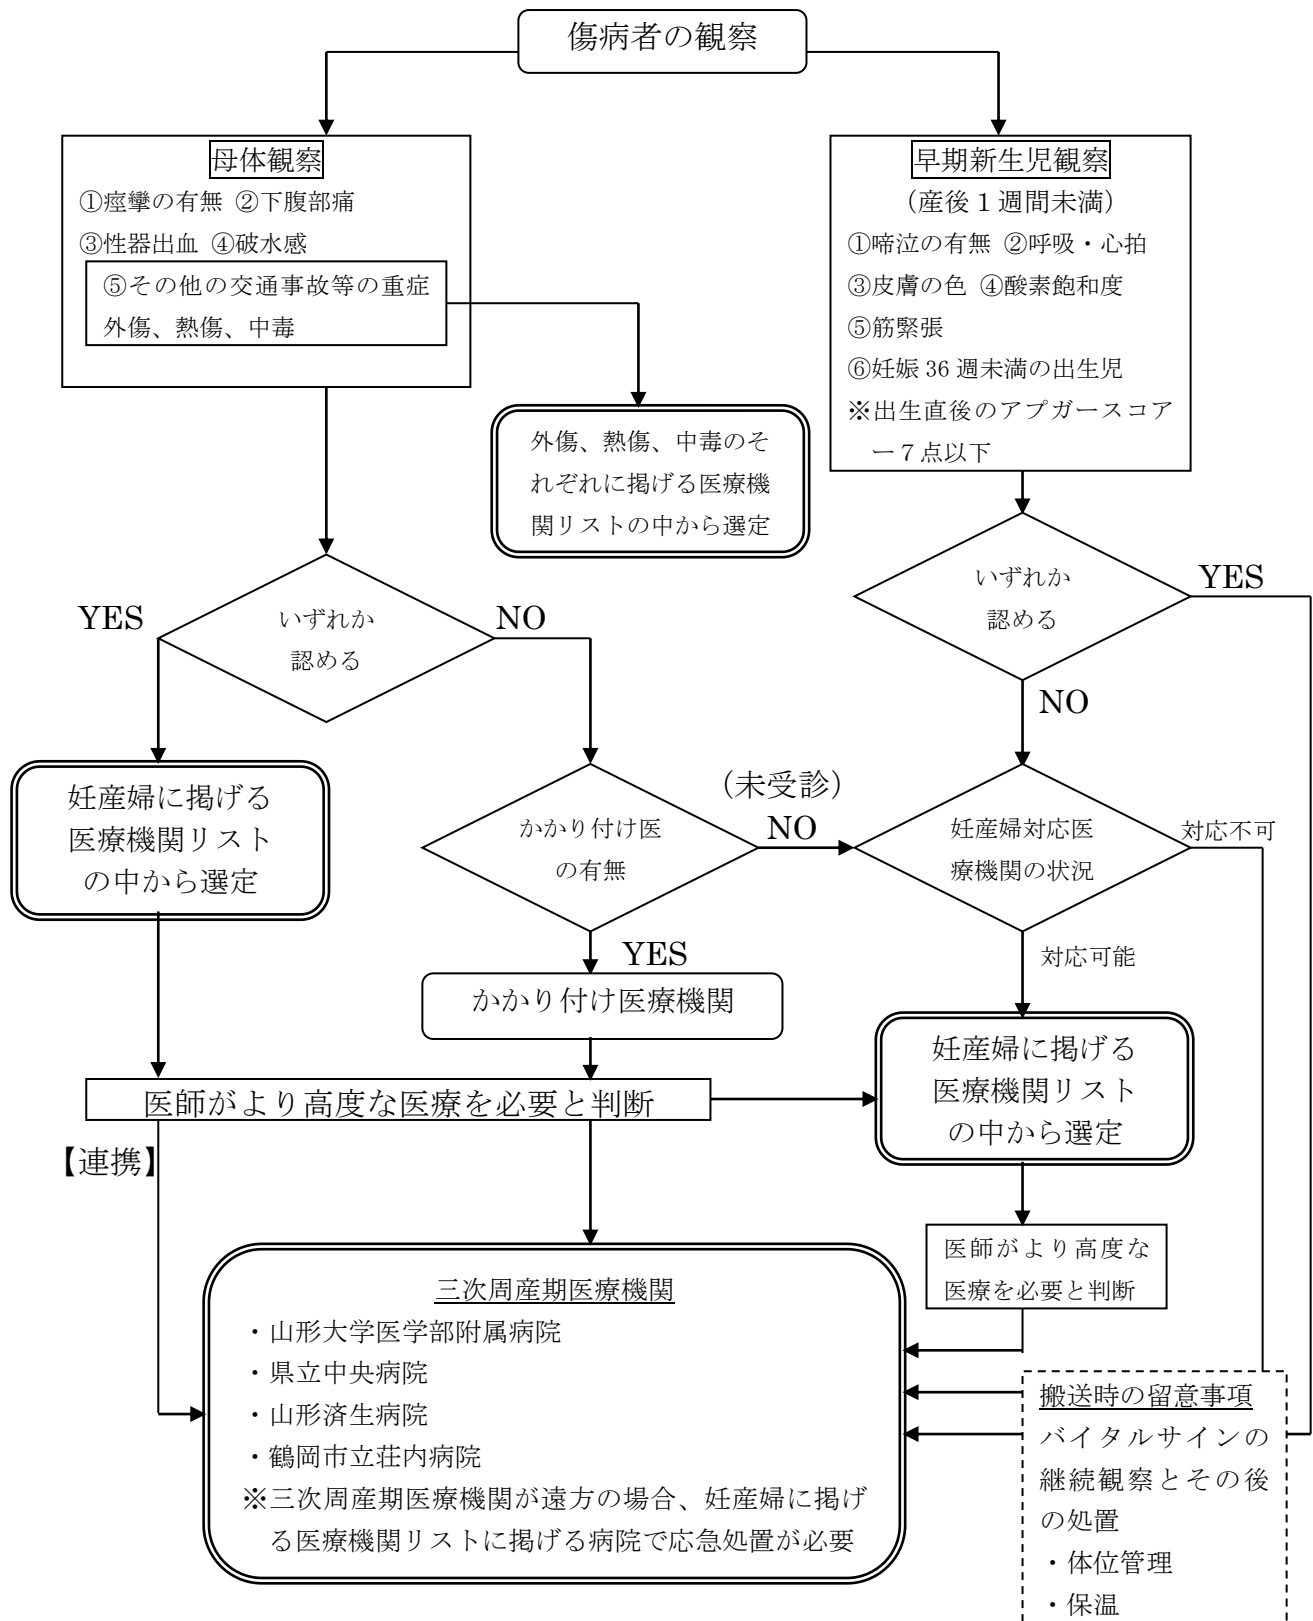 傷病者の観察
母体観察
①痙攣の有無 ②下腹部痛
③性器出血 ④破水感
⑤その他の交通事故等の重症
外傷、熱傷、中毒
早期新生児観察
（産後1週間未満）
①啼泣の有無 ②呼吸・心拍
③皮膚の色 ④酸素飽和度
⑤筋緊張
⑥妊娠36週未満の出生児
※出生直後のアプガースコア
ー7点以下
外傷、熱傷、中毒のそ
れぞれに掲げる医療機
関リストの中から選定
YES
いずれか
認める
NO
いずれか
認める
YES
NO
妊産婦に掲げる
医療機関リスト
の中から選定
かかり付け医
の有無
（未受診）
NO
妊産婦対応医
療機関の状況
対応不可
YES
対応可能
かかり付け医療機関
妊産婦に掲げる
医療機関リスト
の中から選定
医師がより高度な医療を必要と判断
【連携】
医師がより高度な
医療を必要と判断
三次周産期医療機関
・山形大学医学部附属病院
・県立中央病院
・山形済生病院
・鶴岡市立荘内病院
※三次周産期医療機関が遠方の場合、妊産婦に掲げ
る医療機関リストに掲げる病院で応急処置が必要
搬送時の留意事項
バイタルサインの
継続観察とその後
の処置
・体位管理
・保温